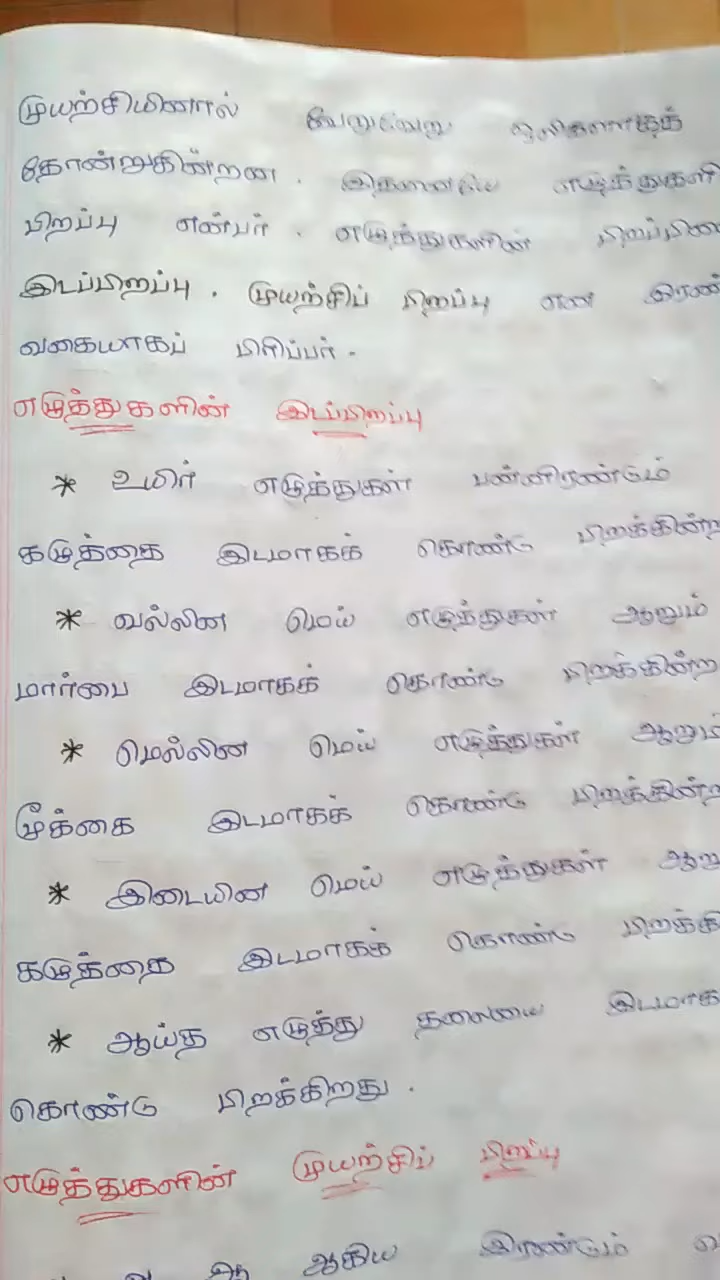 முயற்சியினால் வேறுவேறு ஒலிகளாகத்
தோன்றுகின்றன. இதனையே எழுத்துகளி
பிறப்பு என்பர். எழுத்துகளின் பிறப்பின
இடப்பிறப்பு. முயற்சிப் பிறப்பு என இரண்
வகையாகப் பிரிப்பர்.
எழுத்துகளின் இடப்பிறப்பு
* உயிர் எழுத்துகள் பன்னிரண்டும்
கழுத்தை இடமாகக் கொண்டு பிறக்கின்ற
* வல்லின மெய் எழுத்துகள் ஆறும்
மார்பை இடமாகக் கொண்டு பிறக்கின்ற
* மெல்லின மெய் எழுத்துகள் ஆறும்
மூக்கை இடமாகக் கொண்டு பிறக்கின்ற
* இடையின மெய் எழுத்துகள் ஆறு
கழுத்தை இடமாகக் கொண்டு பிறக்கி
* ஆய்த எழுத்து தலையை இடமாக
கொண்டு பிறக்கிறது.
எழுத்துகளின் முயற்சிப் பிறப்பு
ஆ ஆகிய இரண்டும்